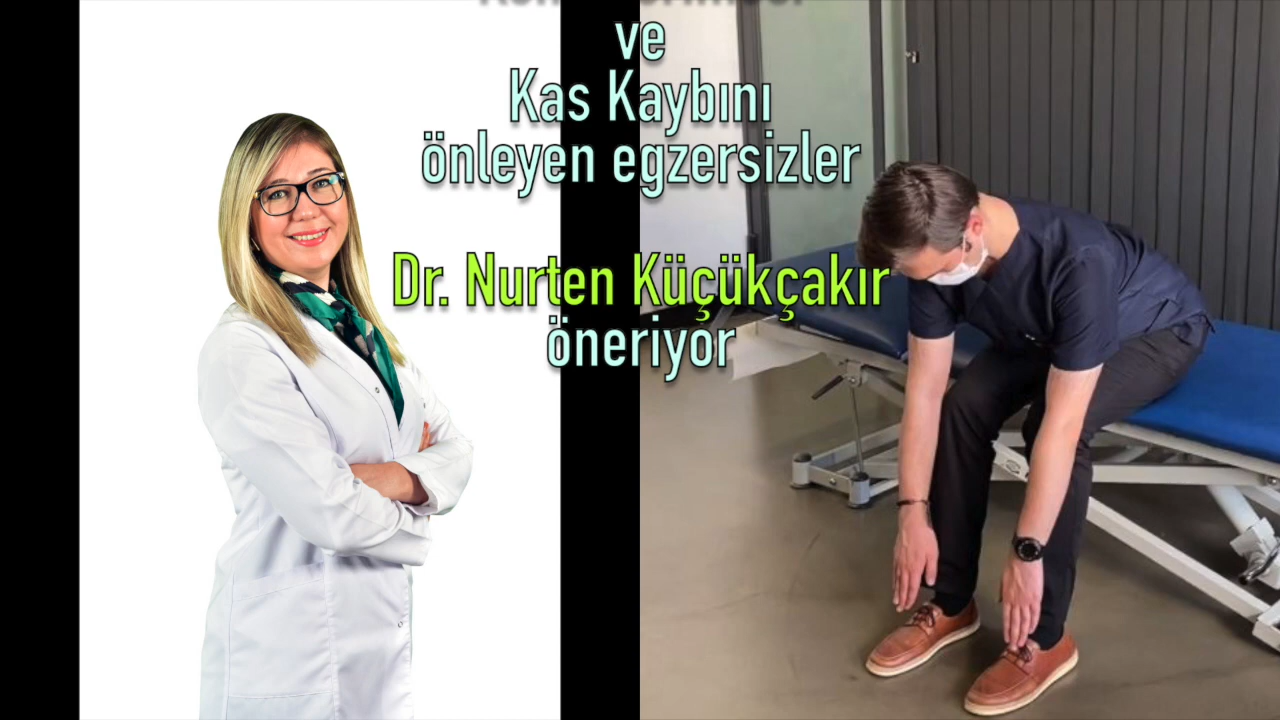 ve
Kas Kaybını
önleyen egzersizler
Dr. Nurten Küçükçakır
öneriyor